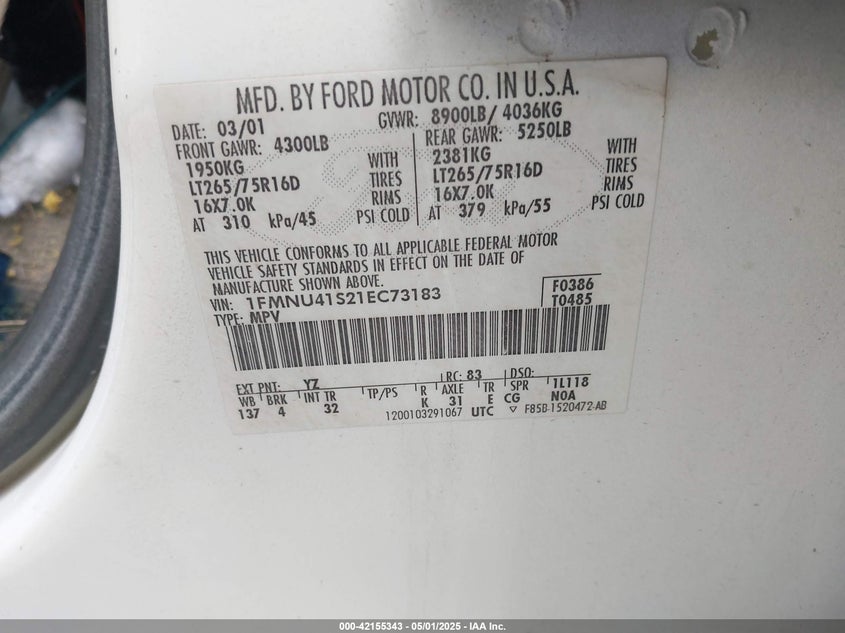 MFD. BY FORD MOTOR CO. IN U.S.A.
DATE: 03/01 GVWR: 8900LB/ 4036KG
FRONT GAWR: 4300LB REAR GAWR: 5250LB
1950KG WITH 2381KG WITH
LT265/75R16D TIRES LT265/75R16D TIRES
16X7.0K RIMS 16X7.0K RIMS
AT 310 kPa/45 PSI COLD AT 379 kPa/55 PSI COLD
THIS VEHICLE CONFORMS TO ALL APPLICABLE FEDERAL MOTOR
VEHICLE SAFETY STANDARDS IN EFFECT ON THE DATE OF
MANUFACTURE SHOWN ABOVE.
VIN: 1FMNU41S21EC73183 F0386
TYPE: MPV T0485
EXT PNT: YZ RC: 83 DSO:
WB BRK INT TR TP/PS R AXLE TR SPR 1L118
137 4 32 K 31 E CG N0A
1200103291067 UTC F85B-1520472-AB
000-42155343 - 05/01/2025 - IAA Inc.